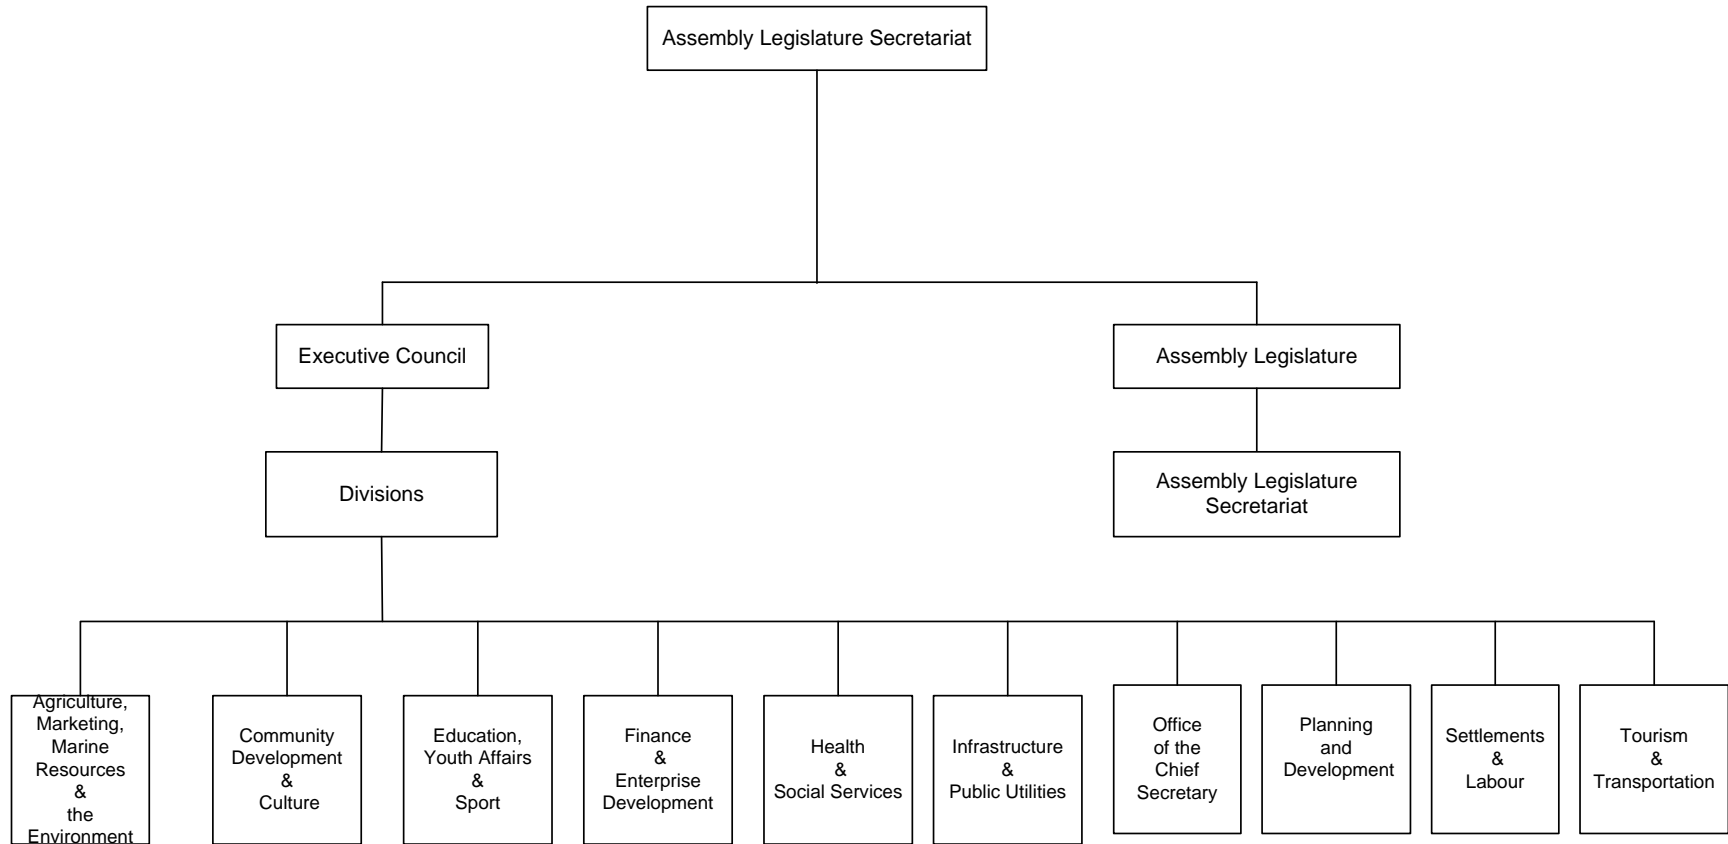 Assembly Legislature Secretariat
Executive Council
Assembly Legislature
Divisions
Assembly Legislature
Secretariat
Agriculture,
Marketing,
Marine
Resources
&
the
Environment
Community
Development
&
Culture
Education,
Youth Affairs
&
Sport
Finance
&
Enterprise
Development
Health
&
Social Services
Infrastructure
&
Public Utilities
Office
of the
Chief
Secretary
Planning
and
Development
Settlements
&
Labour
Tourism
&
Transportation